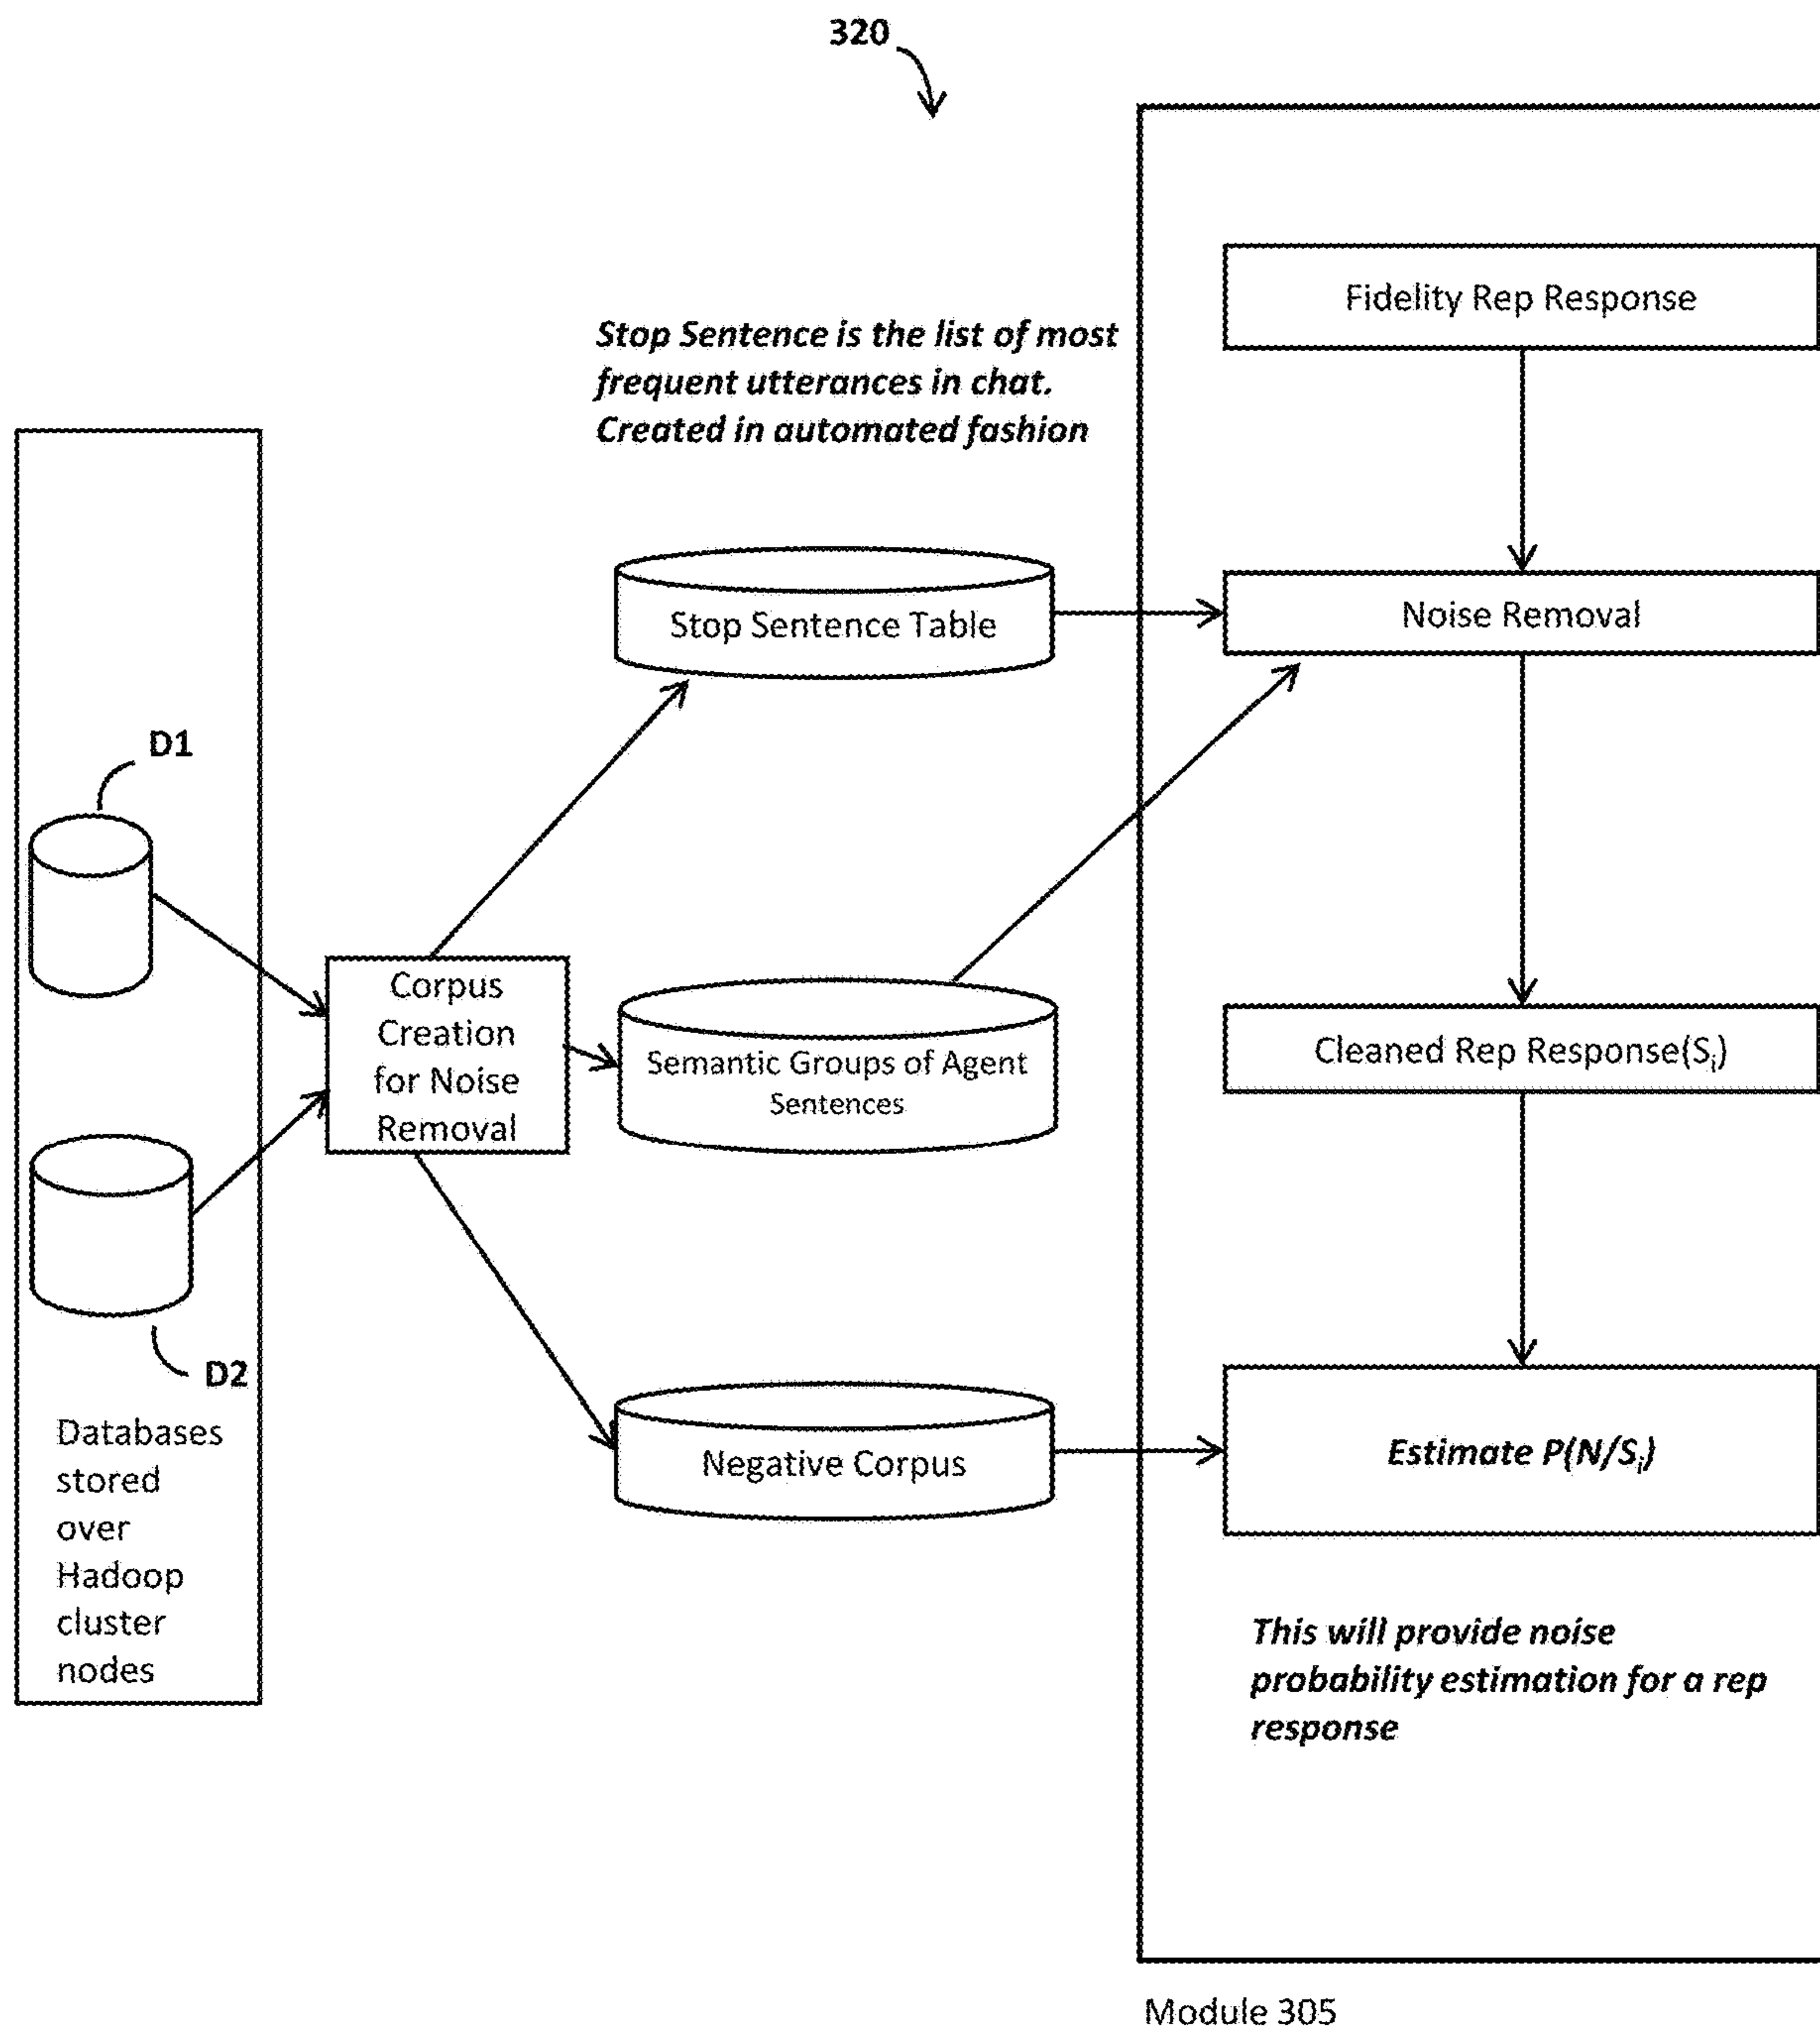 320
Stop Sentence is the list of most
frequent utterances in chat.
Created in automated fashion
Fidelity Rep Response
Stop Sentence Table
Noise Removal
D1
Corpus
Creation
for Noise
Removal
Semantic Groups of Agent
Sentences
Cleaned Rep Response(Si)
D2
Databases
stored
over
Hadoop
cluster
nodes
Negative Corpus
Estimate P(N/Si)
This will provide noise
probability estimation for a rep
response
Module 305